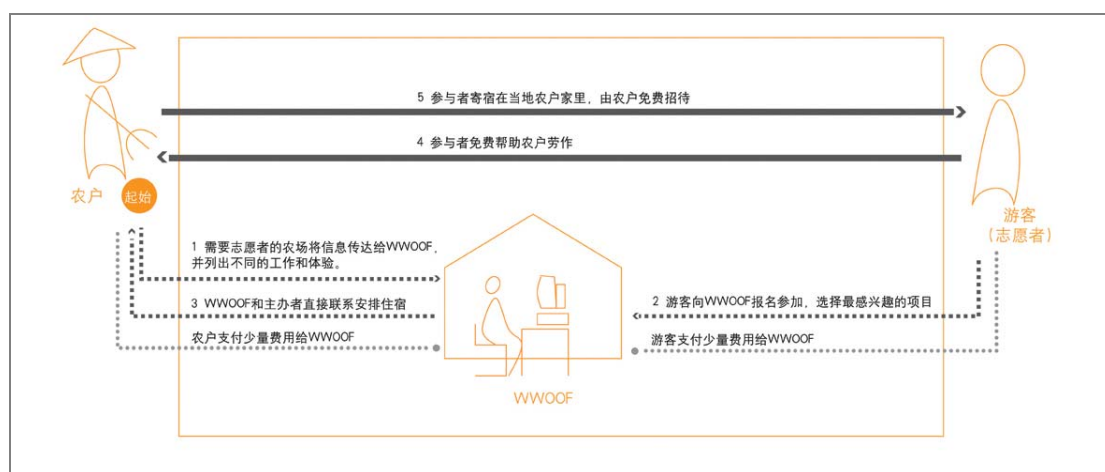 5 参与者寄宿在当地农户家里，由农户免费招待
4 参与者免费帮助农户劳作
农户
起始
游客
（志愿者）
1 需要志愿者的农场将信息传达给WWOOF，
并列出不同的工作和体验。
3 WWOOF和主办者直接联系安排住宿
2 游客向WWOOF报名参加，选择最感兴趣的项目
农户支付少量费用给WWOOF
游客支付少量费用给WWOOF
WWOOF